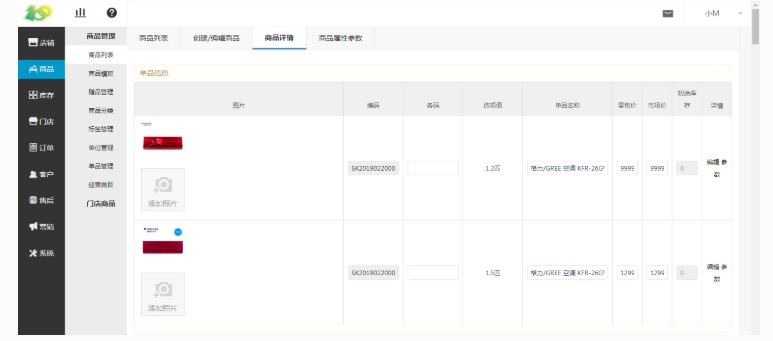 小M
店铺
商品
库存
门店
订单
客户
售后
营销
系统
商品管理
商品列表
商品模板
赠品管理
商品分类
标签管理
单位管理
单品管理
经营类目
门店商品
商品列表 创建/编辑商品 商品详情 商品属性参数
单品信息
照片 编码 条码 选项值 单品名称 零售价 市场价 初始库存 详情
添加照片
SK2019022000 1.2匹 格力/GREE 空调 KFR-26G 9999 9999 0 编辑 参数
添加照片
SK2019022000 1.5匹 格力/GREE 空调 KFR-26G 1299 1299 0 编辑 参数